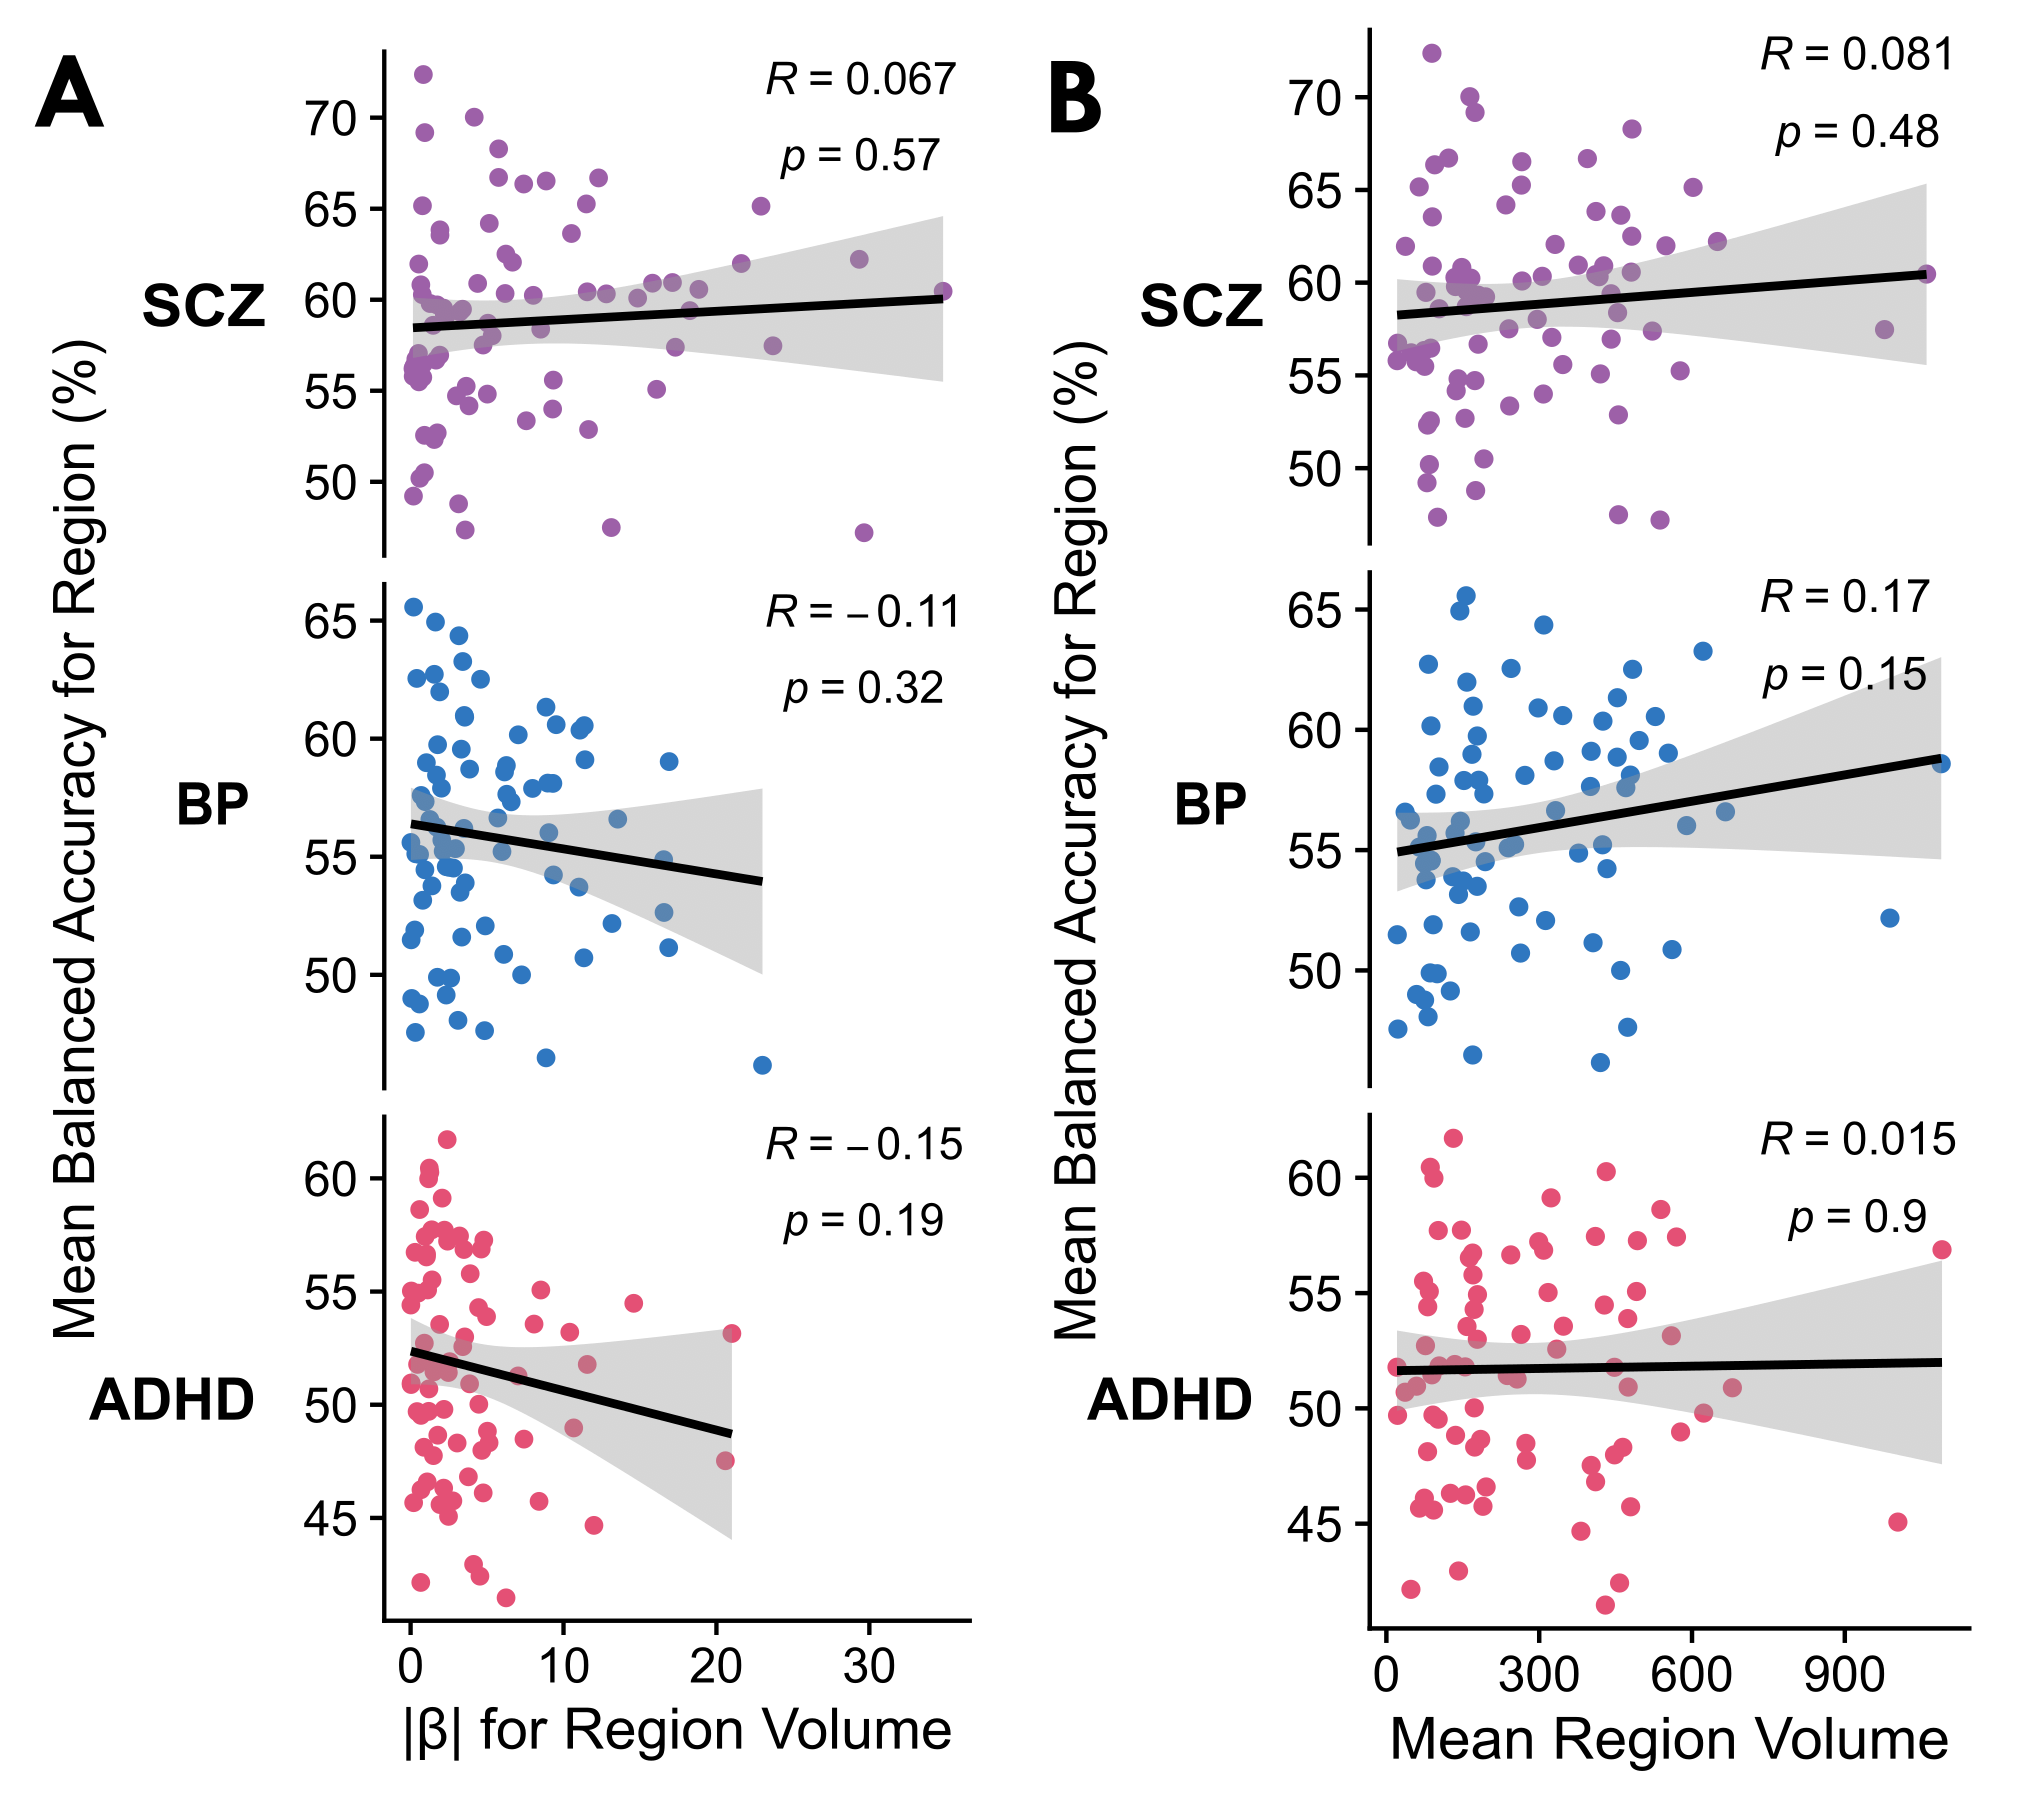 A
Mean Balanced Accuracy for Region (%)
SCZ
70
65
60
55
50
R = 0.067
p = 0.57
BP
65
60
55
50
R = −0.11
p = 0.32
ADHD
60
55
50
45
R = −0.15
p = 0.19
0 10 20 30
|β| for Region Volume
B
Mean Balanced Accuracy for Region (%)
SCZ
70
65
60
55
50
R = 0.081
p = 0.48
BP
65
60
55
50
R = 0.17
p = 0.15
ADHD
60
55
50
45
R = 0.015
p = 0.9
0 300 600 900
Mean Region Volume